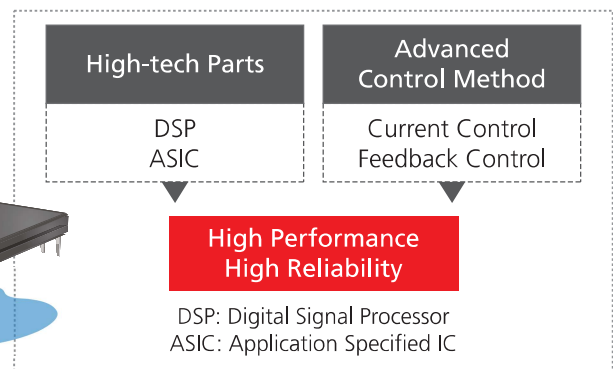 High-tech Parts
DSP
ASIC
Advanced
Control Method
Current Control
Feedback Control
High Performance
High Reliability
DSP: Digital Signal Processor
ASIC: Application Specified IC